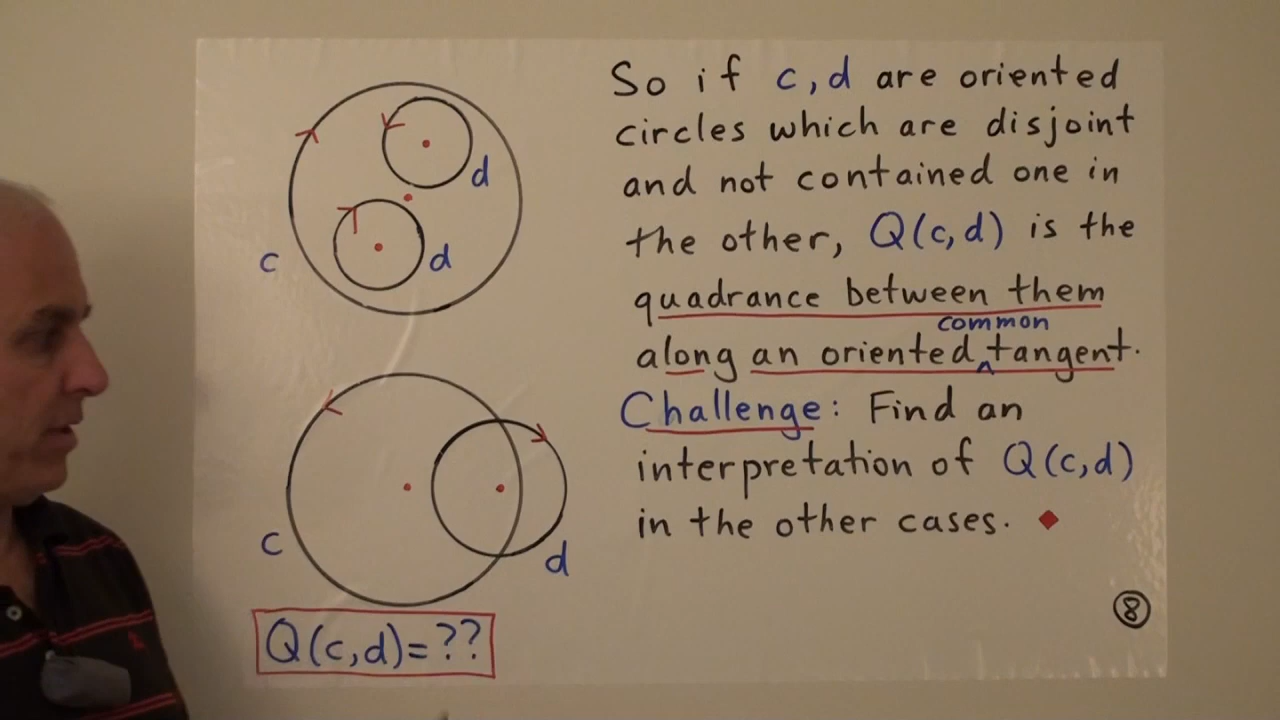 d
d
c
c
d
Q(c,d)=??
So if c,d are oriented
circles which are disjoint
and not contained one in
the other, Q(c,d) is the
quadrance between them
common
along an oriented ^ tangent.
Challenge: Find an
interpretation of Q(c,d)
in the other cases.
8